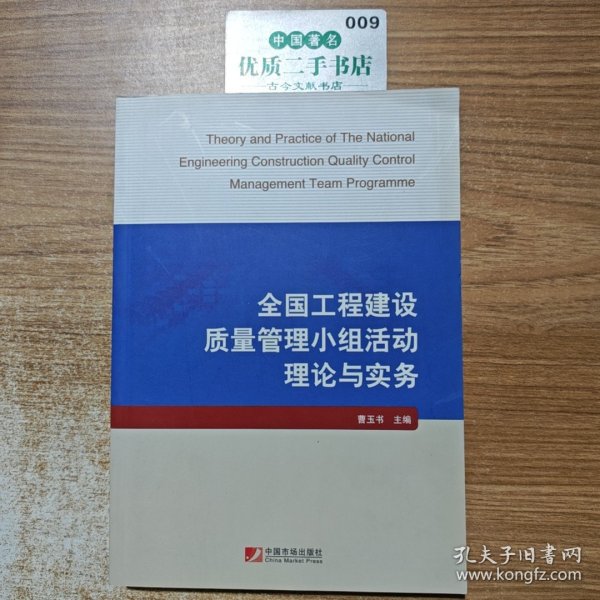 009
中国著名
优质二手书店
古今文献书店
Theory and Practice of The National
Engineering Construction Quality Control
Management Team Programme
全国工程建设
质量管理小组活动
理论与实务
曹玉书 主编
中国市场出版社
China Market Press
孔夫子旧书网
www.kongfz.com